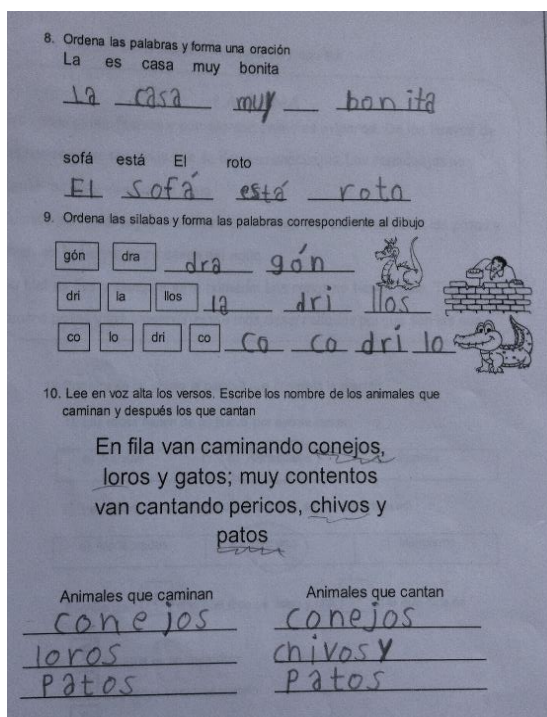 8. Ordena las palabras y forma una oración
La es casa muy bonita
La casa muy bonita
sofá está El roto
El sofá está roto
9. Ordena las silabas y forma las palabras correspondiente al dibujo
gón dra dra gón
dri la llos la dri llos
co lo dri co co co dri lo
10. Lee en voz alta los versos. Escribe los nombre de los animales que
caminan y después los que cantan
En fila van caminando conejos,
loros y gatos; muy contentos
van cantando pericos, chivos y
patos
Animales que caminan Animales que cantan
conejos conejos
loros chivos y
patos patos